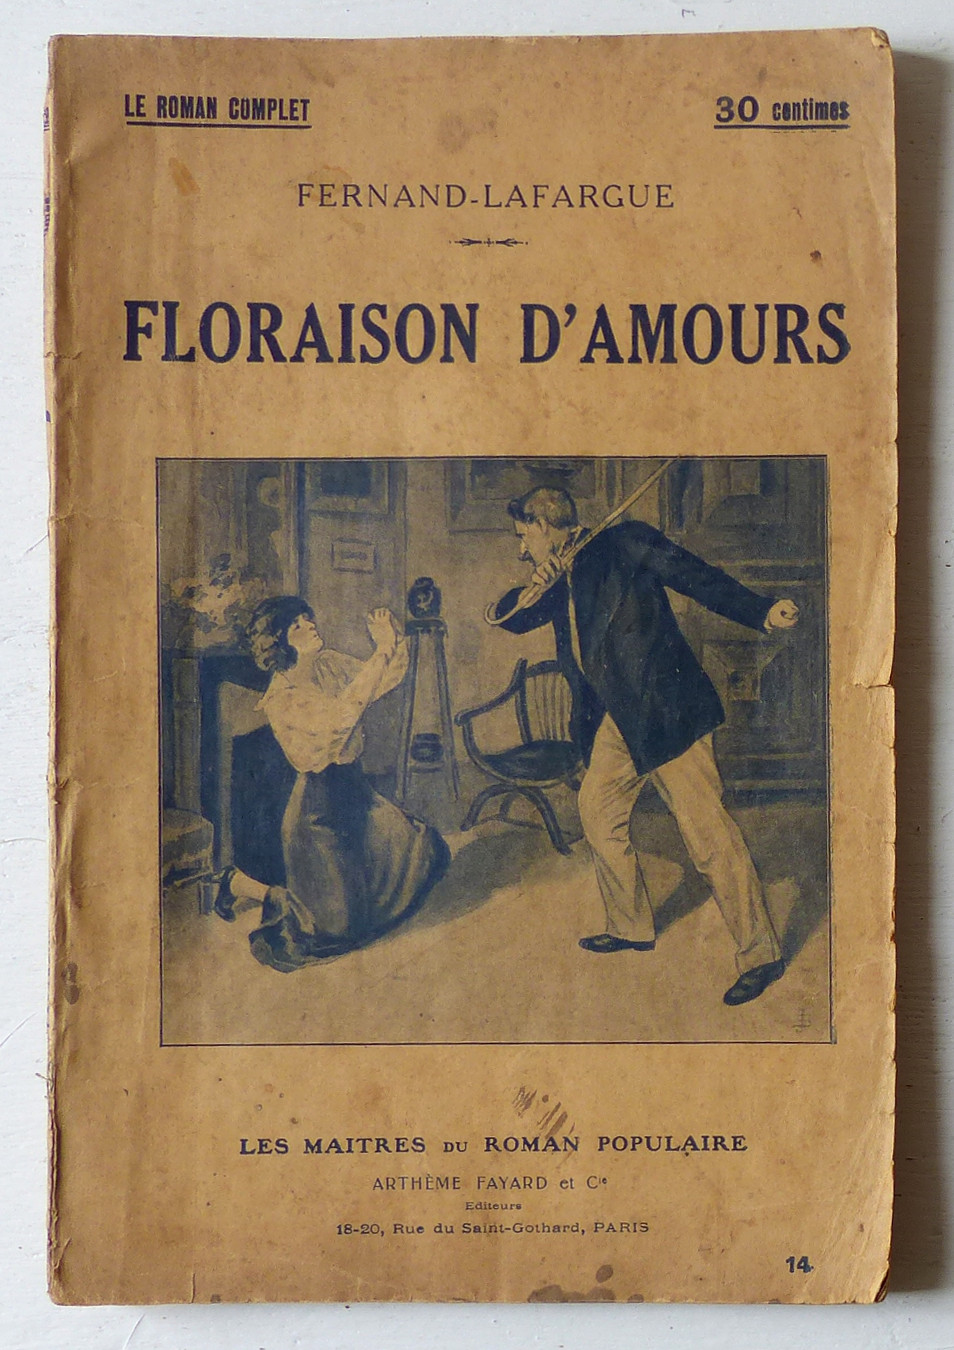 LE ROMAN COMPLET
30 centimes
FERNAND-LAFARGUE
FLORAISON D'AMOURS
LES MAITRES DU ROMAN POPULAIRE
ARTHÈME FAYARD et Cie
Editeurs
18-20, Rue du Saint-Gothard, PARIS
14